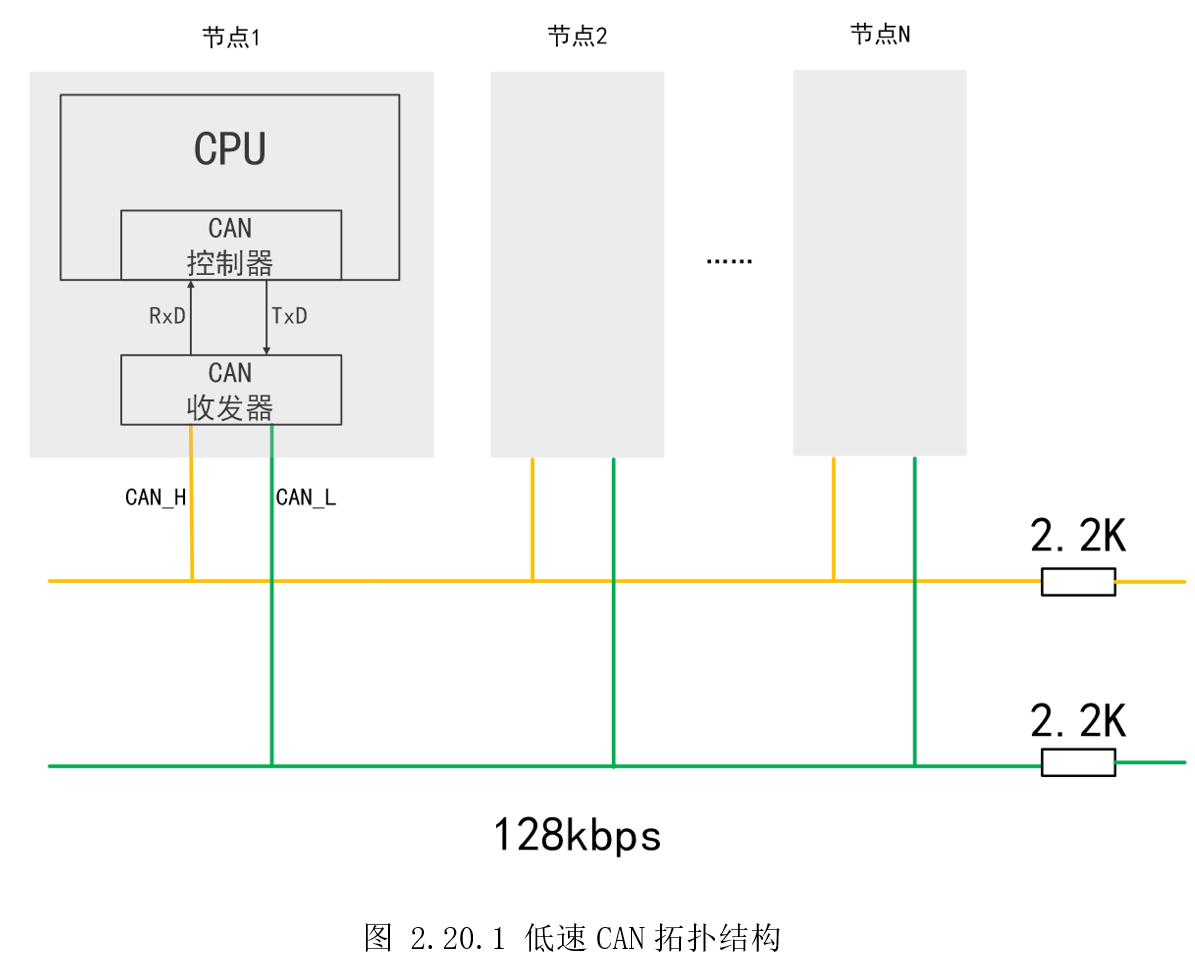 节点1
节点2
节点N
CPU
CAN
控制器
......
RxD
TxD
CAN
收发器
CAN_H
CAN_L
2.2K
2.2K
128kbps
图 2.20.1 低速 CAN 拓扑结构